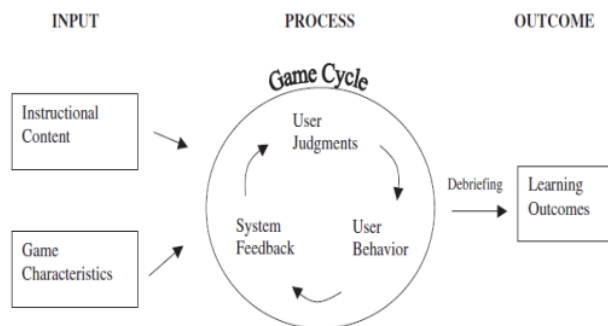 INPUT
PROCESS
OUTCOME
Game Cycle
Instructional
Content
User
Judgments
Debriefing
Learning
Outcomes
System
Feedback
User
Behavior
Game
Characteristics